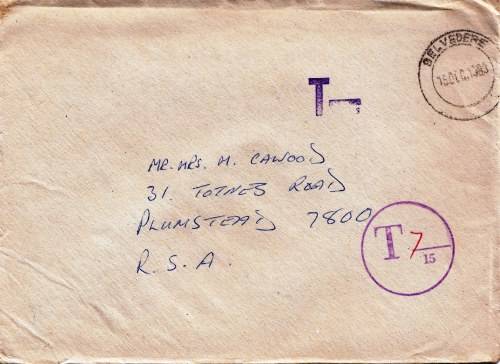 BELVEDERE
T
MR. MRS. M. CAWOOD
31. TOTNES ROAD
PLUMSTEAD 7800
R.S.A.
T 7/15